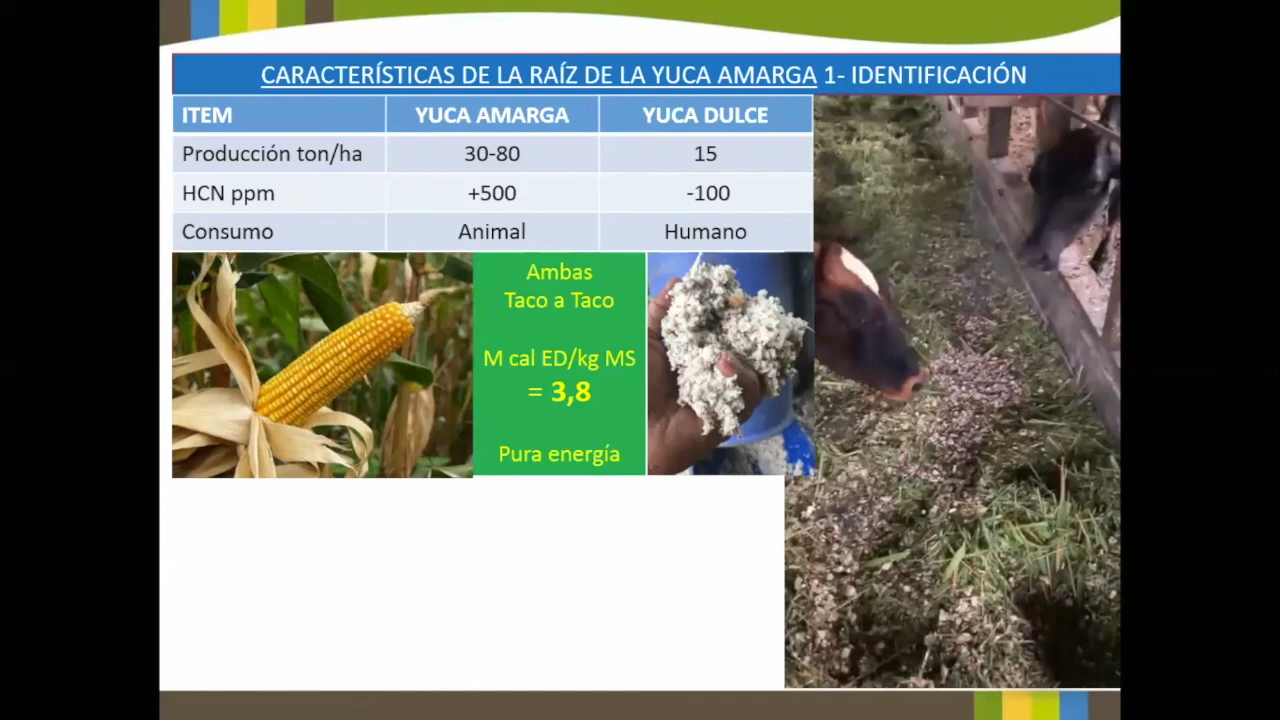 CARACTERÍSTICAS DE LA RAÍZ DE LA YUCA AMARGA 1- IDENTIFICACIÓN
ITEM YUCA AMARGA YUCA DULCE
Producción ton/ha 30-80 15
HCN ppm +500 -100
Consumo Animal Humano
Ambas
Taco a Taco
M cal ED/kg MS
= 3,8
Pura energía